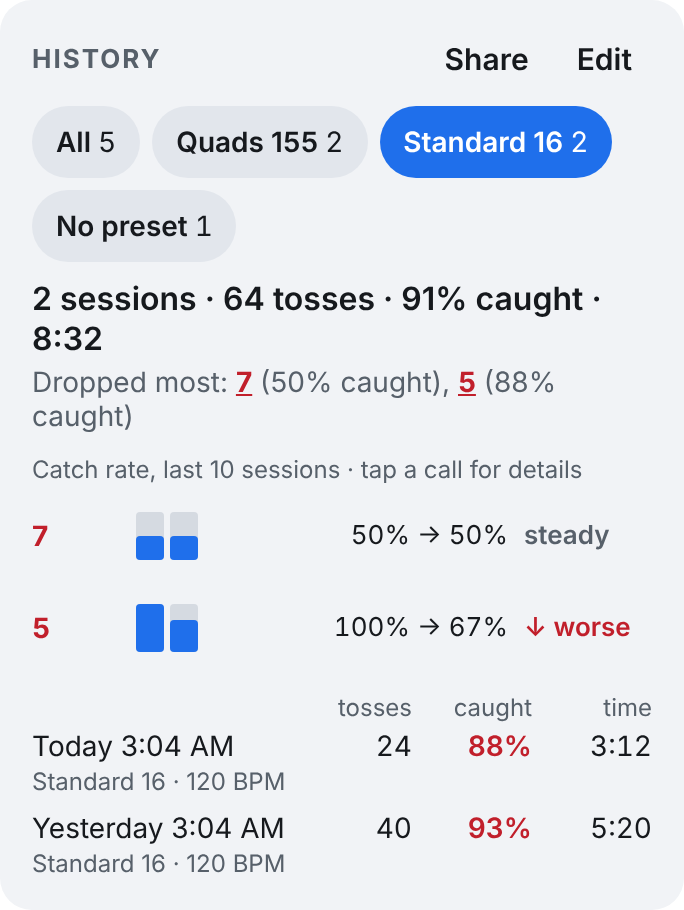 HISTORY Share Edit
All 5 Quads 155 2 Standard 16 2
No preset 1
2 sessions · 64 tosses · 91% caught ·
8:32
Dropped most: 7 (50% caught), 5 (88%
caught)
Catch rate, last 10 sessions · tap a call for details
7 50% → 50% steady
5 100% → 67% ↓ worse
tosses caught time
Today 3:04 AM 24 88% 3:12
Standard 16 · 120 BPM
Yesterday 3:04 AM 40 93% 5:20
Standard 16 · 120 BPM